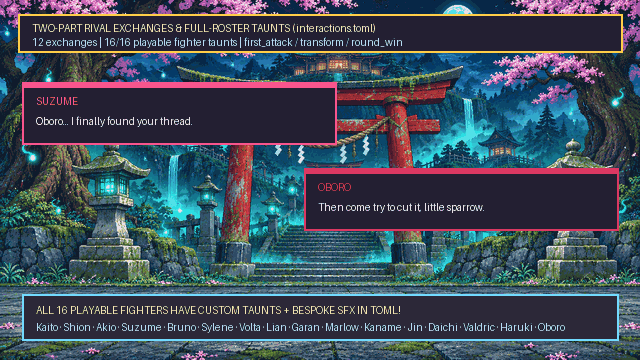 TWO-PART RIVAL EXCHANGES & FULL-ROSTER TAUNTS (interactions.toml)
12 exchanges | 16/16 playable fighter taunts | first_attack / transform / round_win
SUZUME
Oboro... I finally found your thread.
OBORO
Then come try to cut it, little sparrow.
ALL 16 PLAYABLE FIGHTERS HAVE CUSTOM TAUNTS + BESPOKE SFX IN TOML!
Kaito · Shion · Akio · Suzume · Bruno · Sylene · Volta · Lian · Garan · Marlow · Kaname · Jin · Daichi · Valdric · Haruki · Oboro